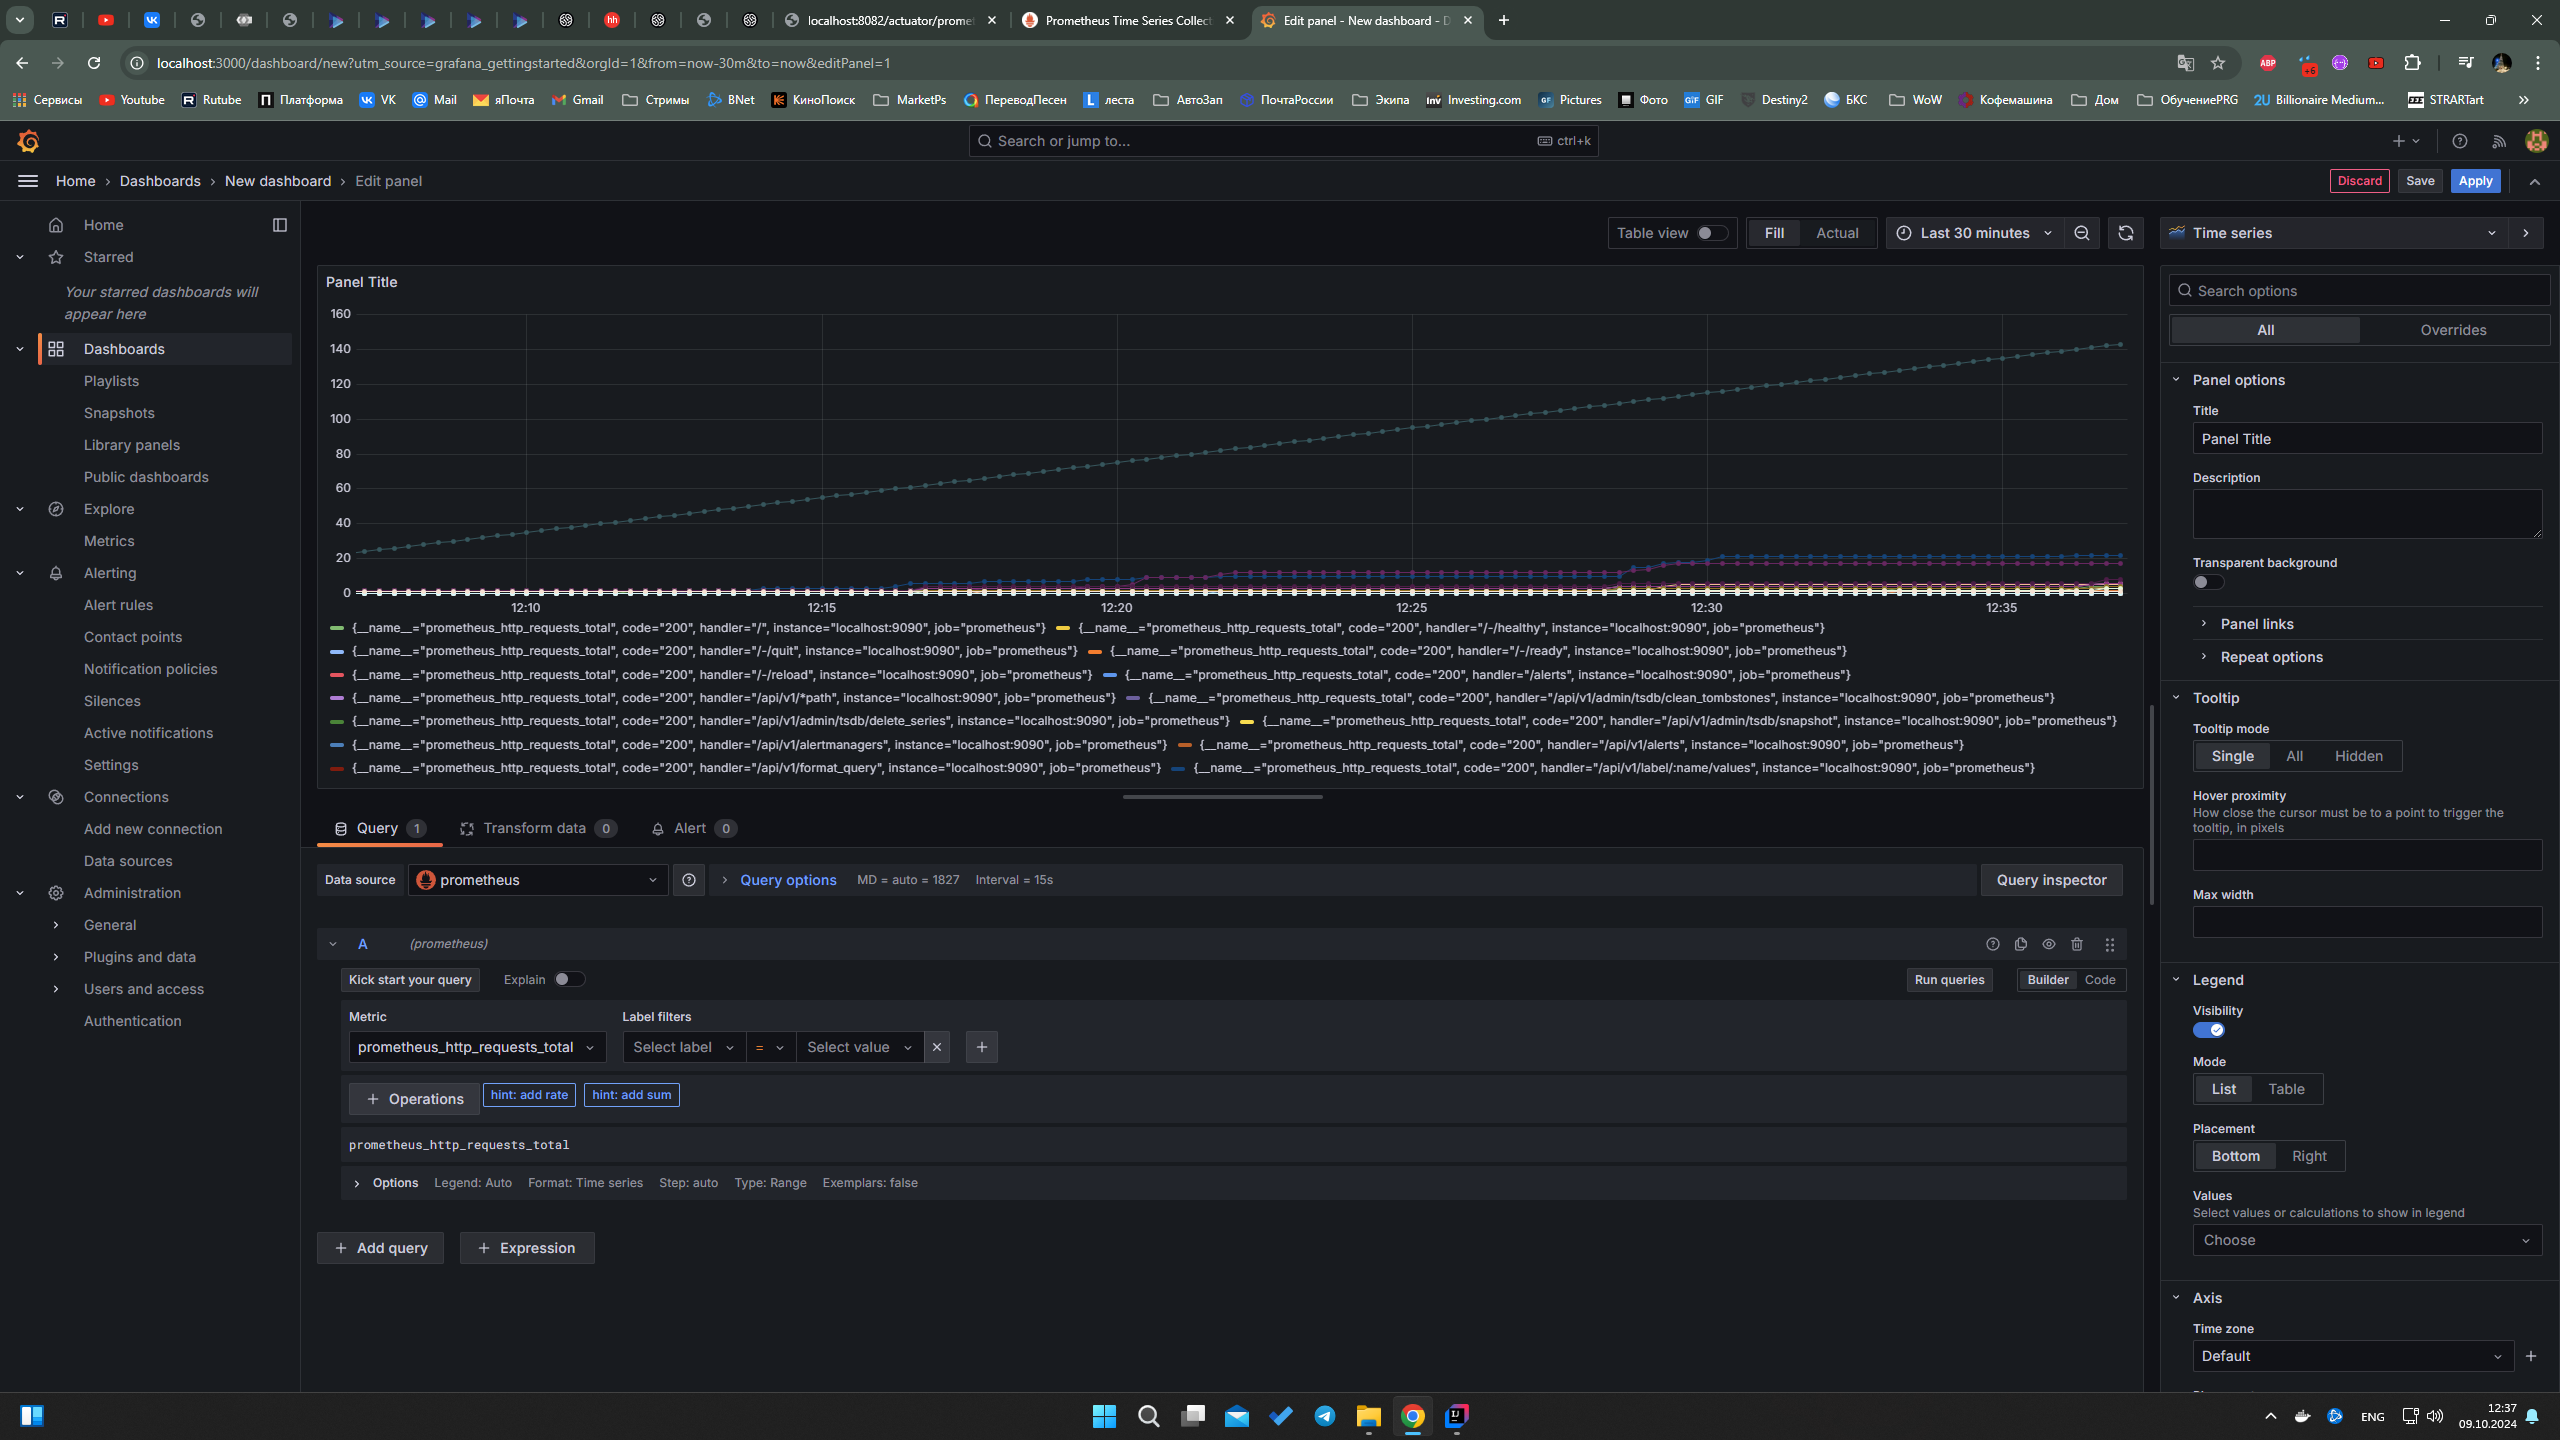 localhost:8082/actuator/promet
Prometheus Time Series Collect
Edit panel - New dashboard - D
localhost:3000/dashboard/new?utm_source=grafana_gettingstarted&orgId=1&from=now-30m&to=now&editPanel=1
Сервисы Youtube Rutube Платформа VK Mail яПочта Gmail Стримы BNet КиноПоиск MarketPs ПереводПесен леста АвтоЗап ПочтаРоссии Экипа Investing.com Pictures Фото GIF Destiny2 БКС WoW Кофемашина Дом ОбучениеPRG Billionaire Medium... STRARTart
Search or jump to... ctrl+k
Home Dashboards New dashboard Edit panel
Discard Save Apply
Home
Starred
Your starred dashboards will
appear here
Dashboards
Playlists
Snapshots
Library panels
Public dashboards
Explore
Metrics
Alerting
Alert rules
Contact points
Notification policies
Silences
Active notifications
Settings
Connections
Add new connection
Data sources
Administration
General
Plugins and data
Users and access
Authentication
Table view Fill Actual Last 30 minutes
Panel Title
160
140
120
100
80
60
40
20
0
12:10 12:15 12:20 12:25 12:30 12:35
{__name__="prometheus_http_requests_total", code="200", handler="/", instance="localhost:9090", job="prometheus"} {__name__="prometheus_http_requests_total", code="200", handler="/-/healthy", instance="localhost:9090", job="prometheus"}
{__name__="prometheus_http_requests_total", code="200", handler="/-/quit", instance="localhost:9090", job="prometheus"} {__name__="prometheus_http_requests_total", code="200", handler="/-/ready", instance="localhost:9090", job="prometheus"}
{__name__="prometheus_http_requests_total", code="200", handler="/-/reload", instance="localhost:9090", job="prometheus"} {__name__="prometheus_http_requests_total", code="200", handler="/alerts", instance="localhost:9090", job="prometheus"}
{__name__="prometheus_http_requests_total", code="200", handler="/api/v1/*path", instance="localhost:9090", job="prometheus"} {__name__="prometheus_http_requests_total", code="200", handler="/api/v1/admin/tsdb/clean_tombstones", instance="localhost:9090", job="prometheus"}
{__name__="prometheus_http_requests_total", code="200", handler="/api/v1/admin/tsdb/delete_series", instance="localhost:9090", job="prometheus"} {__name__="prometheus_http_requests_total", code="200", handler="/api/v1/admin/tsdb/snapshot", instance="localhost:9090", job="prometheus"}
{__name__="prometheus_http_requests_total", code="200", handler="/api/v1/alertmanagers", instance="localhost:9090", job="prometheus"} {__name__="prometheus_http_requests_total", code="200", handler="/api/v1/alerts", instance="localhost:9090", job="prometheus"}
{__name__="prometheus_http_requests_total", code="200", handler="/api/v1/format_query", instance="localhost:9090", job="prometheus"} {__name__="prometheus_http_requests_total", code="200", handler="/api/v1/label/:name/values", instance="localhost:9090", job="prometheus"}
Query 1 Transform data 0 Alert 0
Data source prometheus Query options MD = auto = 1827 Interval = 15s Query inspector
A (prometheus)
Kick start your query Explain Run queries Builder Code
Metric Label filters
prometheus_http_requests_total Select label = Select value
Operations hint: add rate hint: add sum
prometheus_http_requests_total
Options Legend: Auto Format: Time series Step: auto Type: Range Exemplars: false
Add query Expression
Time series
Search options
All Overrides
Panel options
Title
Panel Title
Description
Transparent background
Panel links
Repeat options
Tooltip
Tooltip mode
Single All Hidden
Hover proximity
How close the cursor must be to a point to trigger the
tooltip, in pixels
Max width
Legend
Visibility
Mode
List Table
Placement
Bottom Right
Values
Select values or calculations to show in legend
Choose
Axis
Time zone
Default
ENG
12:37
09.10.2024